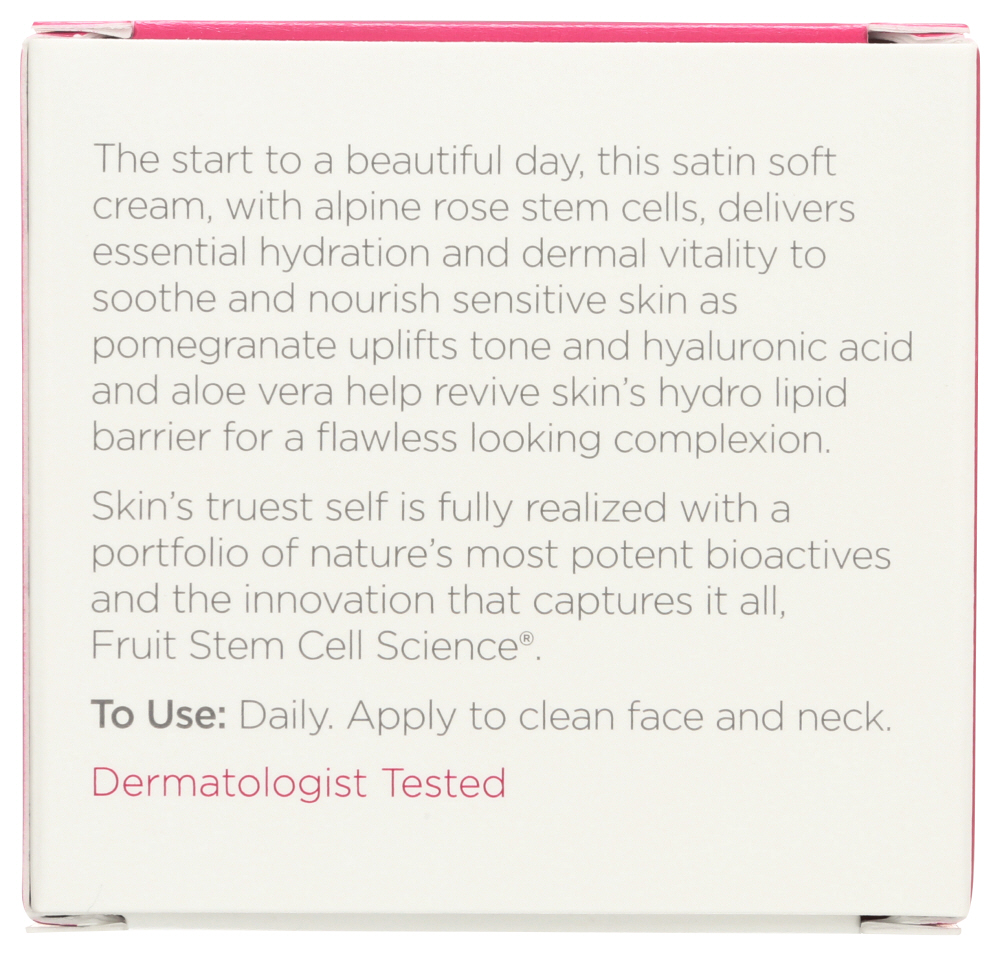 The start to a beautiful day, this satin soft
cream, with alpine rose stem cells, delivers
essential hydration and dermal vitality to
soothe and nourish sensitive skin as
pomegranate uplifts tone and hyaluronic acid
and aloe vera help revive skin's hydro lipid
barrier for a flawless looking complexion.
Skin's truest self is fully realized with a
portfolio of nature's most potent bioactives
and the innovation that captures it all,
Fruit Stem Cell Science®.
To Use: Daily. Apply to clean face and neck.
Dermatologist Tested